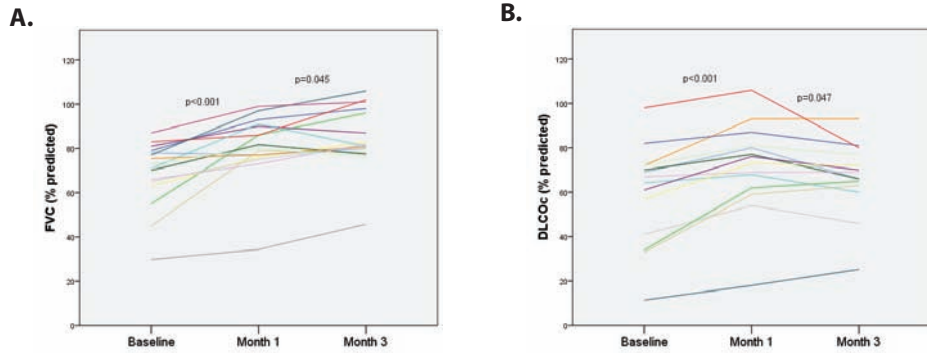 A.
120
100
80
60
40
20
0
FVC (% predicted)
p<0.001
p=0.045
Baseline
Month 1
Month 3
B.
120
100
80
60
40
20
0
DLCOc (% predicted)
p<0.001
p=0.047
Baseline
Month 1
Month 3